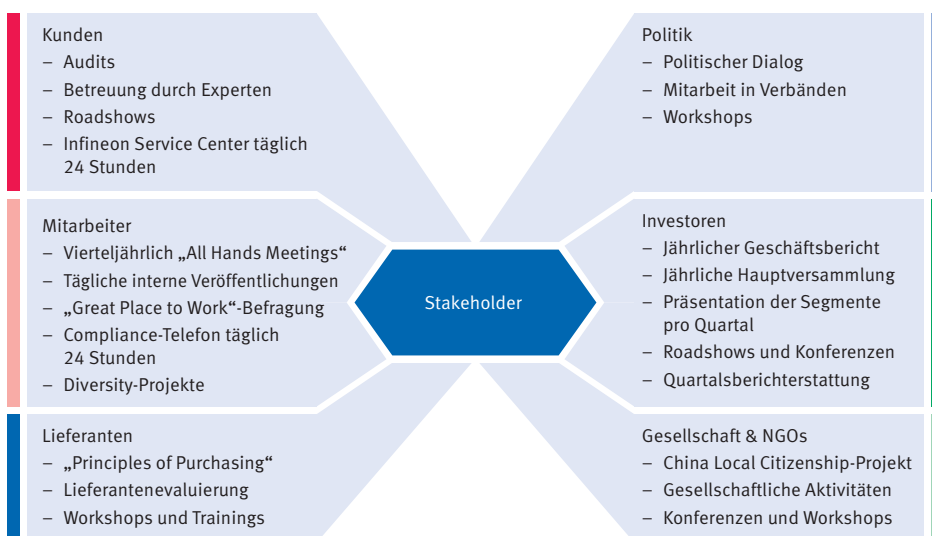 Kunden
– Audits
– Betreuung durch Experten
– Roadshows
– Infineon Service Center täglich
24 Stunden
Politik
– Politischer Dialog
– Mitarbeit in Verbänden
– Workshops
Mitarbeiter
– Vierteljährlich „All Hands Meetings“
– Tägliche interne Veröffentlichungen
– „Great Place to Work“-Befragung
– Compliance-Telefon täglich
24 Stunden
– Diversity-Projekte
Stakeholder
Investoren
– Jährlicher Geschäftsbericht
– Jährliche Hauptversammlung
– Präsentation der Segmente
pro Quartal
– Roadshows und Konferenzen
– Quartalsberichterstattung
Lieferanten
– „Principles of Purchasing“
– Lieferantenevaluierung
– Workshops und Trainings
Gesellschaft & NGOs
– China Local Citizenship-Projekt
– Gesellschaftliche Aktivitäten
– Konferenzen und Workshops